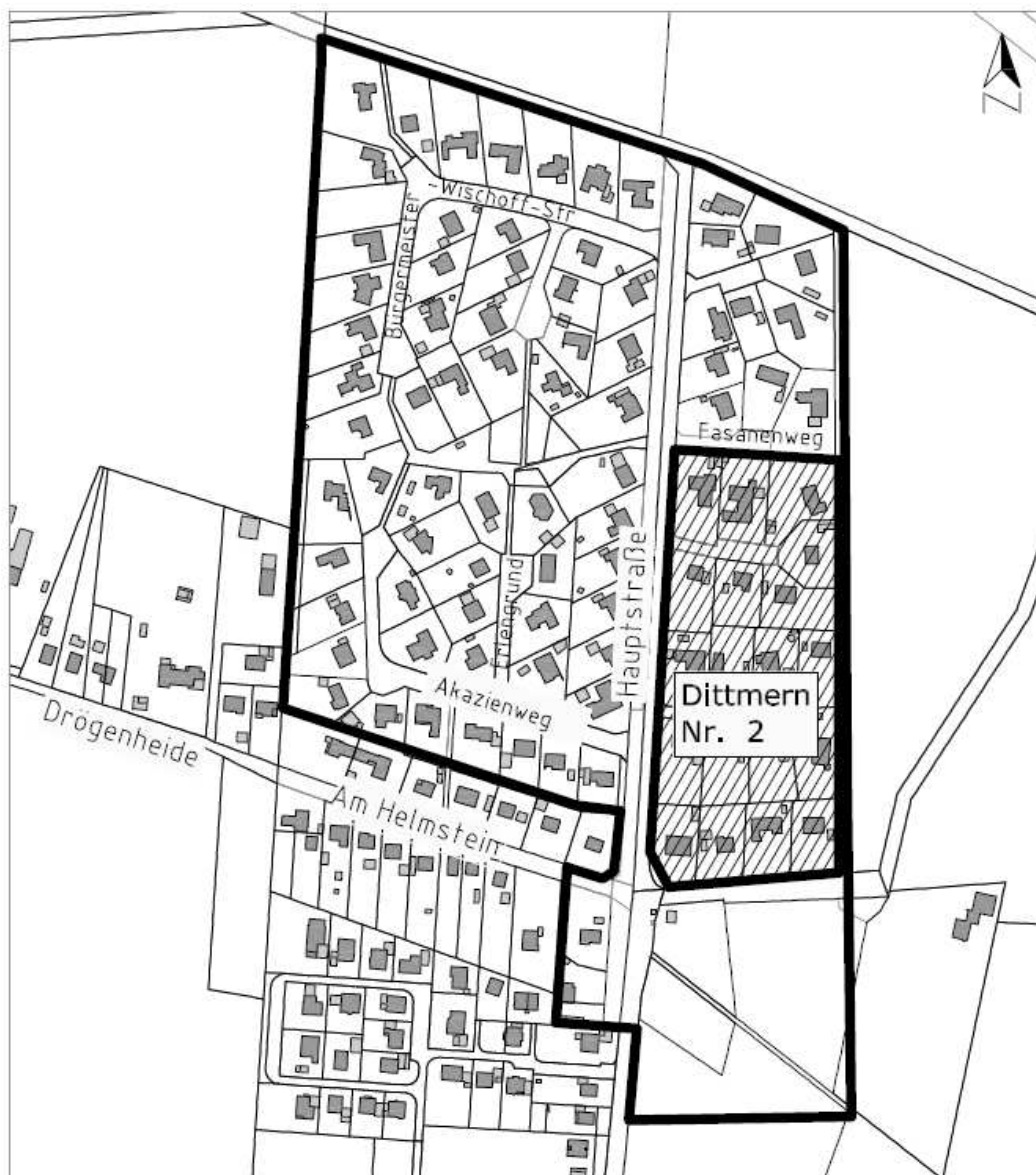 N
-Wischoff-Str
Bürgermeister
Fasanenweg
Hauptstraße
Erlengrund
Akazienweg
Dittmern
Nr. 2
Drögenheide
Am Helmstein